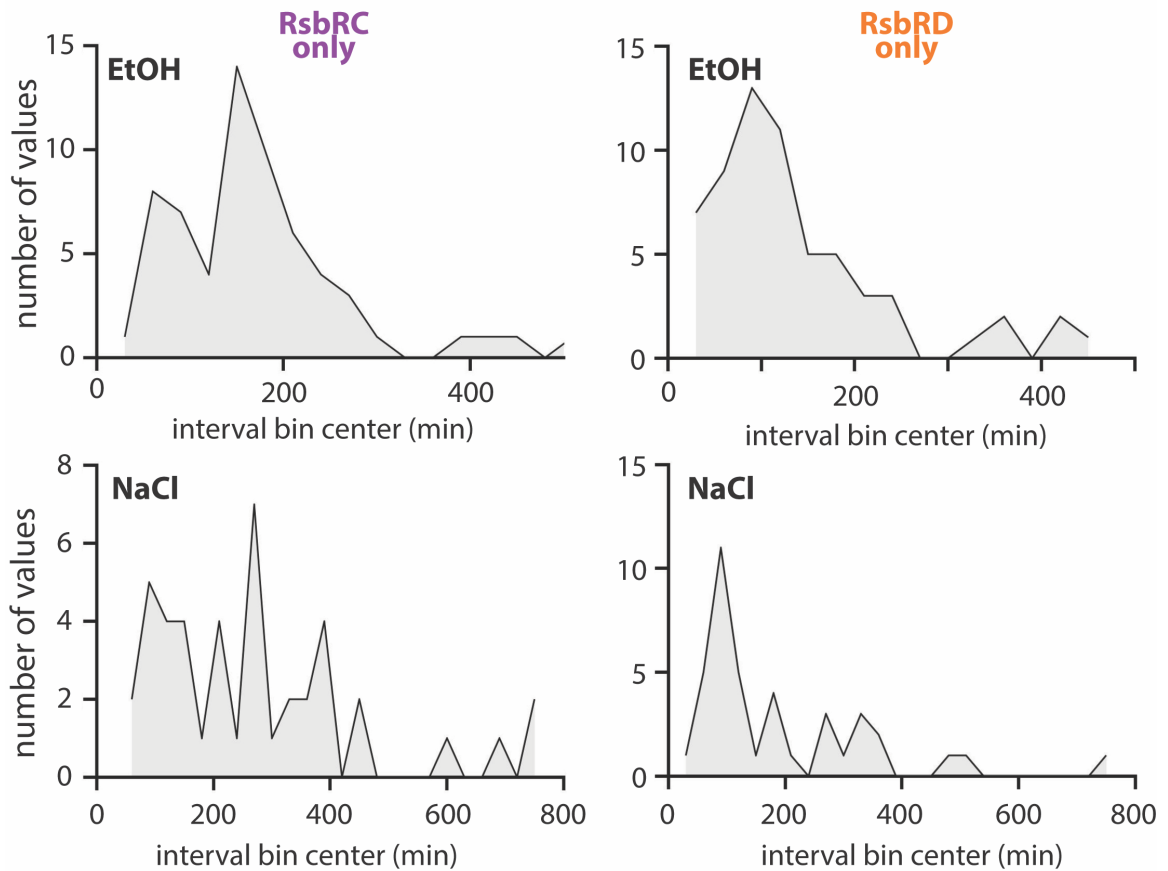 RsbRC
only
RsbRD
only
EtOH
number of values
15
10
5
0
0
200
400
interval bin center (min)
EtOH
15
10
5
0
0
200
400
interval bin center (min)
NaCl
number of values
8
6
4
2
0
0
200
400
600
800
interval bin center (min)
NaCl
15
10
5
0
0
200
400
600
800
interval bin center (min)